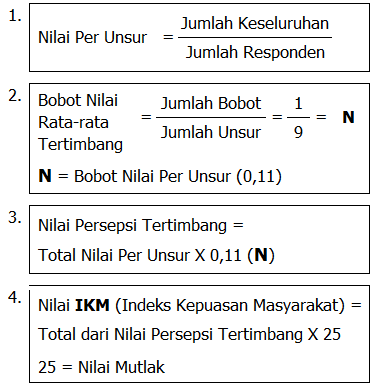 1.
Nilai Per Unsur = Jumlah Keseluruhan
Jumlah Responden
2.
Bobot Nilai
Rata-rata
Tertimbang
= Jumlah Bobot
Jumlah Unsur
= 1
9
= N
N = Bobot Nilai Per Unsur (0,11)
3.
Nilai Persepsi Tertimbang =
Total Nilai Per Unsur X 0,11 (N)
4.
Nilai IKM (Indeks Kepuasan Masyarakat) =
Total dari Nilai Persepsi Tertimbang X 25
25 = Nilai Mutlak